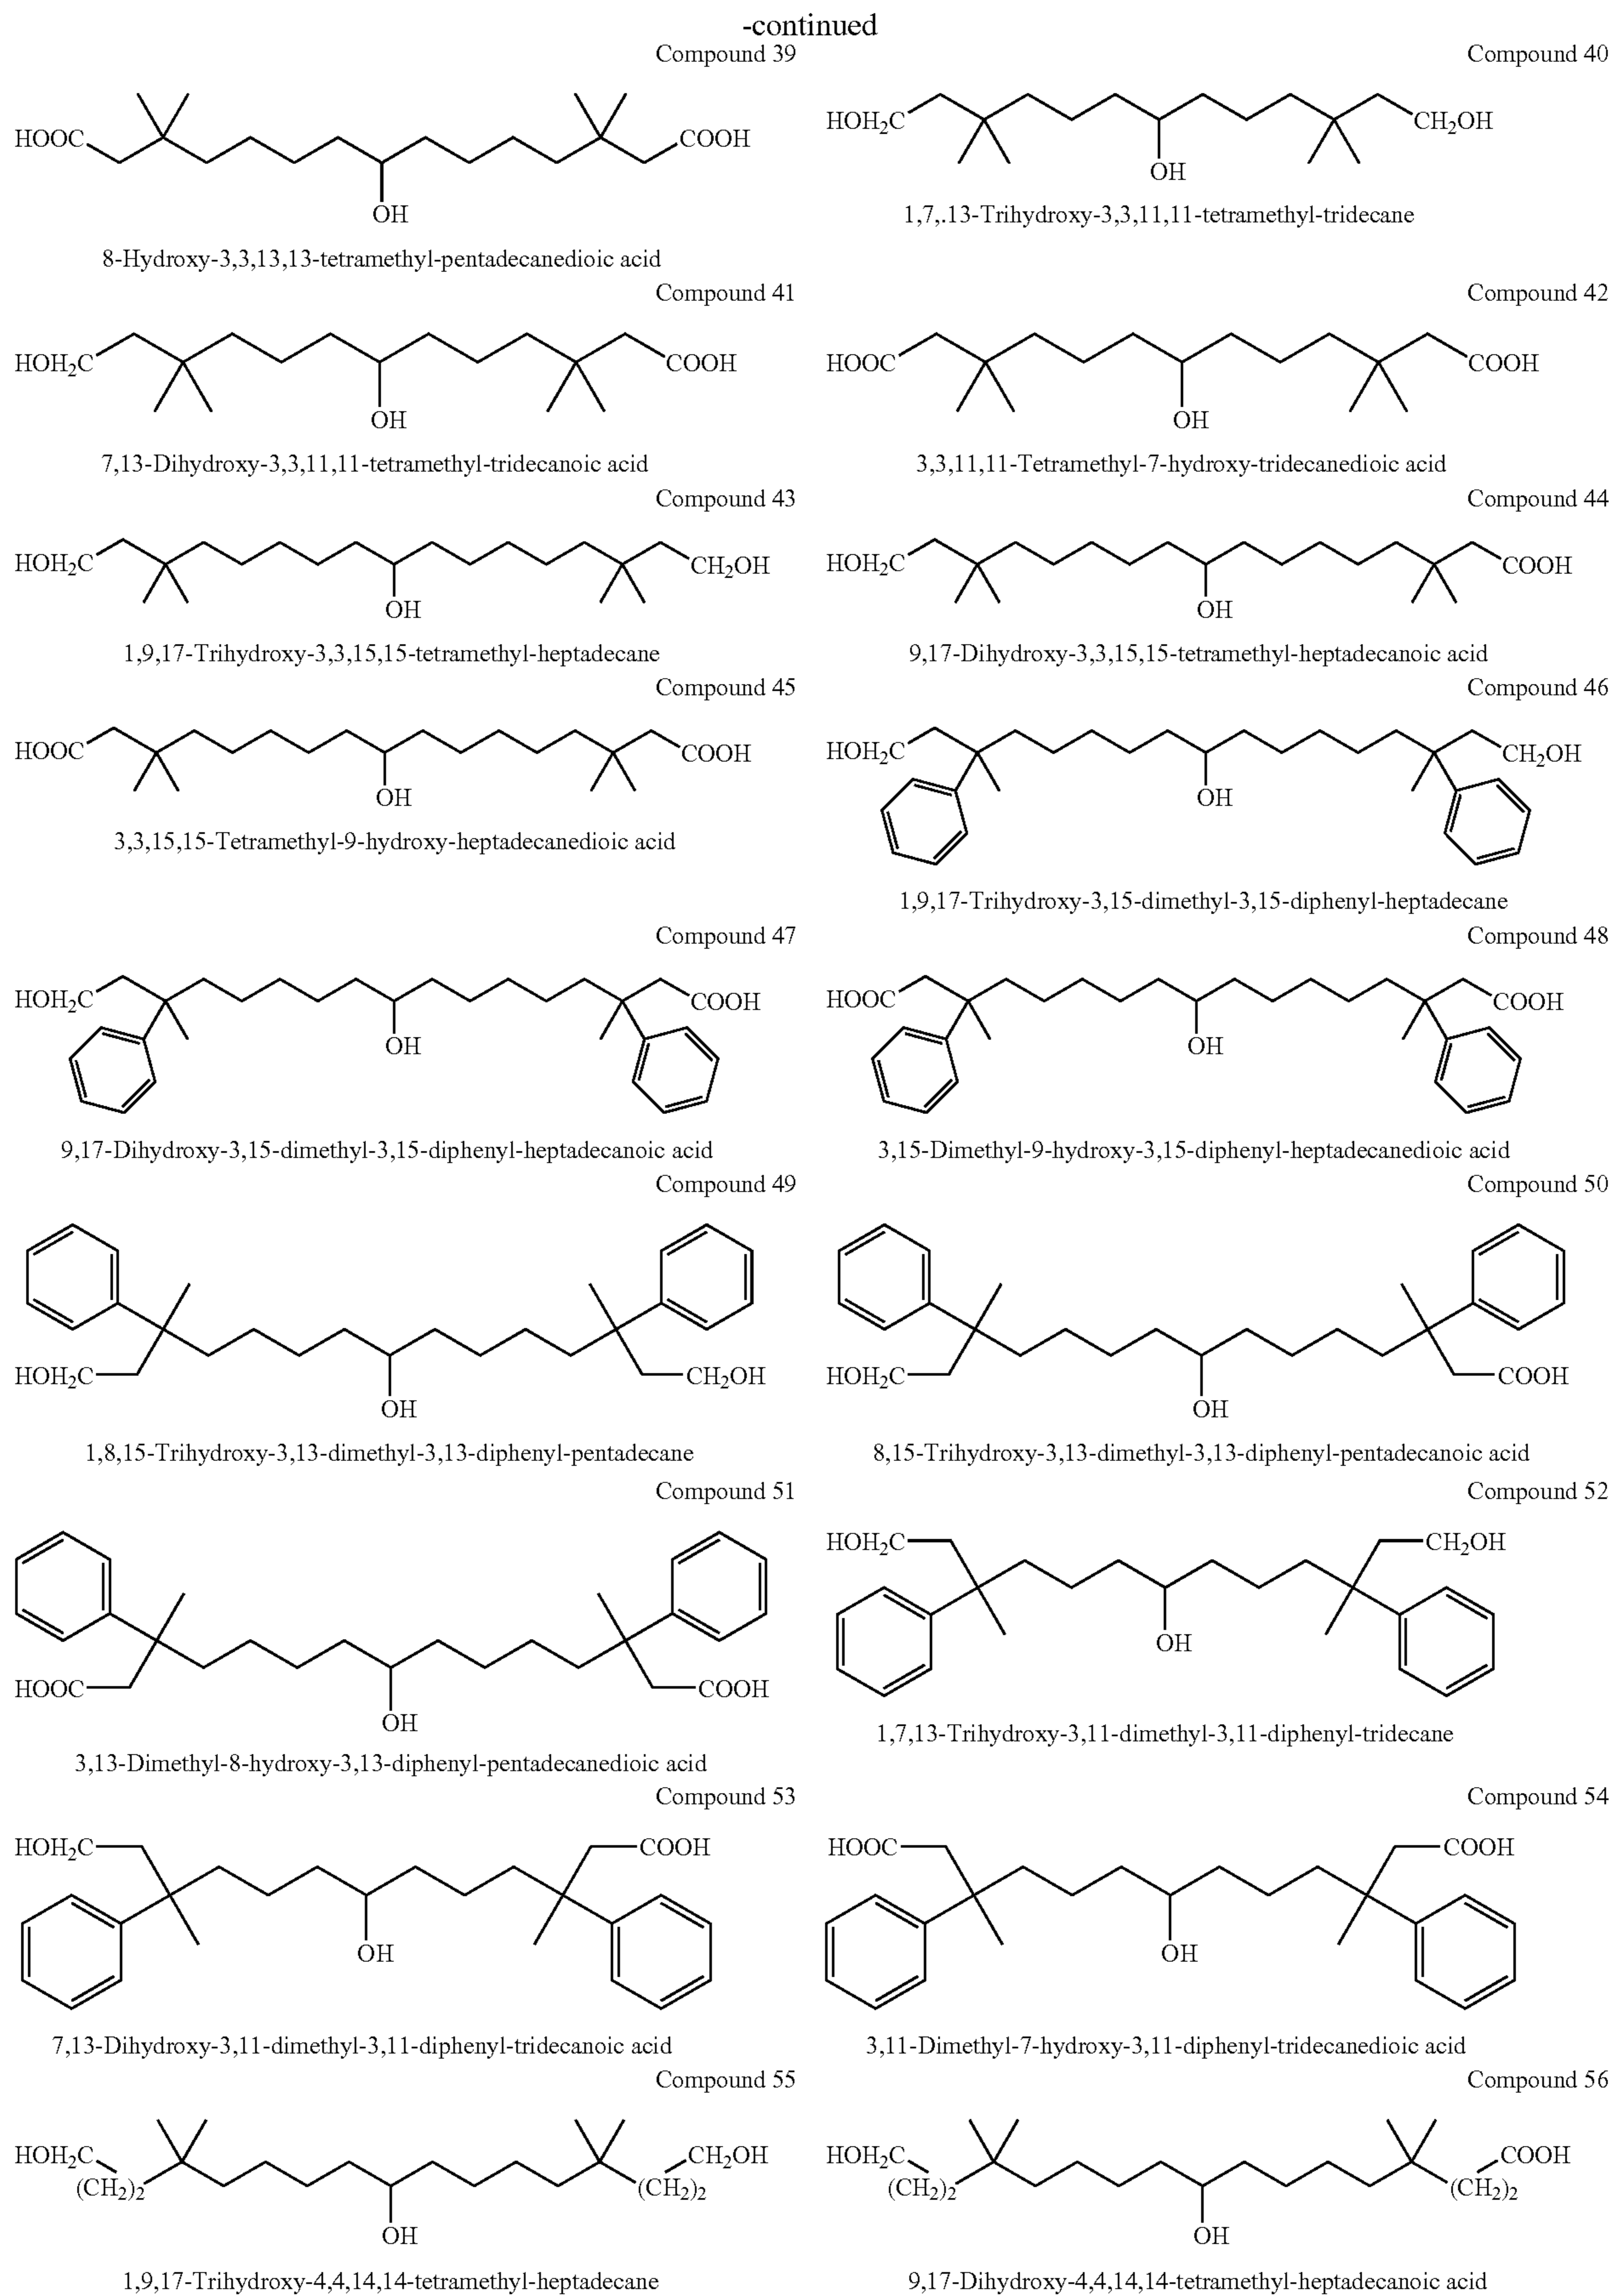 -continued
Compound 39
HOOC COOH
OH
8-Hydroxy-3,3,13,13-tetramethyl-pentadecanedioic acid
Compound 40
HOH₂C CH₂OH
OH
1,7,.13-Trihydroxy-3,3,11,11-tetramethyl-tridecane
Compound 41
HOH₂C COOH
OH
7,13-Dihydroxy-3,3,11,11-tetramethyl-tridecanoic acid
Compound 42
HOOC COOH
OH
3,3,11,11-Tetramethyl-7-hydroxy-tridecanedioic acid
Compound 43
HOH₂C CH₂OH
OH
1,9,17-Trihydroxy-3,3,15,15-tetramethyl-heptadecane
Compound 44
HOH₂C COOH
OH
9,17-Dihydroxy-3,3,15,15-tetramethyl-heptadecanoic acid
Compound 45
HOOC COOH
OH
3,3,15,15-Tetramethyl-9-hydroxy-heptadecanedioic acid
Compound 46
HOH₂C CH₂OH
OH
1,9,17-Trihydroxy-3,15-dimethyl-3,15-diphenyl-heptadecane
Compound 47
HOH₂C COOH
OH
9,17-Dihydroxy-3,15-dimethyl-3,15-diphenyl-heptadecanoic acid
Compound 48
HOOC COOH
OH
3,15-Dimethyl-9-hydroxy-3,15-diphenyl-heptadecanedioic acid
Compound 49
HOH₂C CH₂OH
OH
1,8,15-Trihydroxy-3,13-dimethyl-3,13-diphenyl-pentadecane
Compound 50
HOH₂C COOH
OH
8,15-Trihydroxy-3,13-dimethyl-3,13-diphenyl-pentadecanoic acid
Compound 51
HOOC COOH
OH
3,13-Dimethyl-8-hydroxy-3,13-diphenyl-pentadecanedioic acid
Compound 52
HOH₂C CH₂OH
OH
1,7,13-Trihydroxy-3,11-dimethyl-3,11-diphenyl-tridecane
Compound 53
HOH₂C COOH
OH
7,13-Dihydroxy-3,11-dimethyl-3,11-diphenyl-tridecanoic acid
Compound 54
HOOC COOH
OH
3,11-Dimethyl-7-hydroxy-3,11-diphenyl-tridecanedioic acid
Compound 55
HOH₂C CH₂OH
(CH₂)₂ (CH₂)₂
OH
1,9,17-Trihydroxy-4,4,14,14-tetramethyl-heptadecane
Compound 56
HOH₂C COOH
(CH₂)₂ (CH₂)₂
OH
9,17-Dihydroxy-4,4,14,14-tetramethyl-heptadecanoic acid